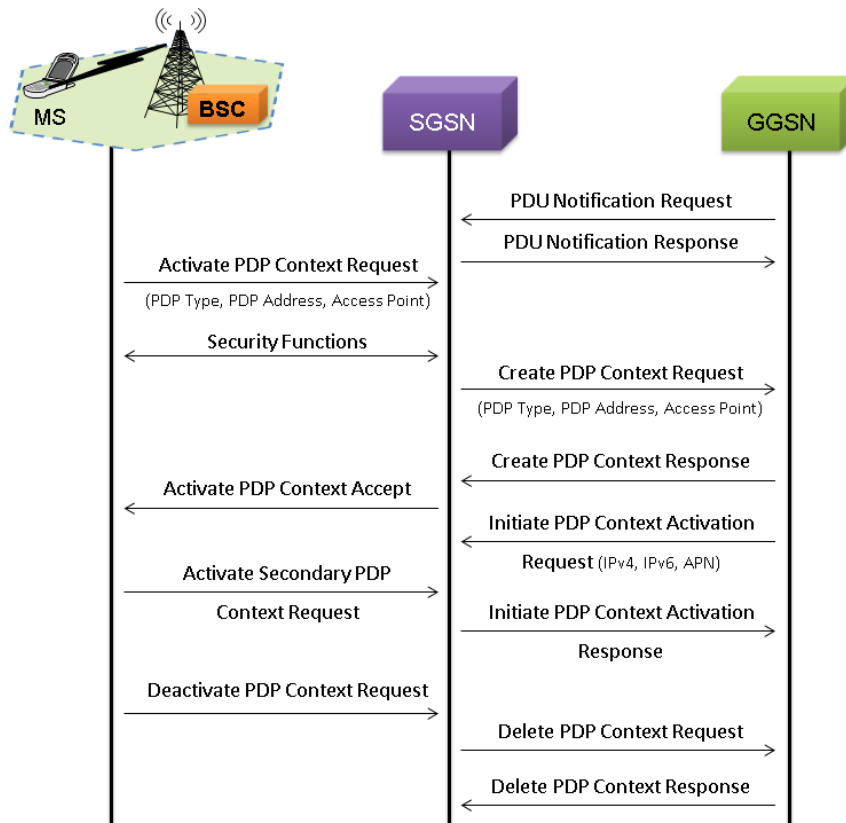 MS
BSC
SGSN
GGSN
PDU Notification Request
PDU Notification Response
Activate PDP Context Request
(PDP Type, PDP Address, Access Point)
Security Functions
Create PDP Context Request
(PDP Type, PDP Address, Access Point)
Create PDP Context Response
Activate PDP Context Accept
Initiate PDP Context Activation
Request (IPv4, IPv6, APN)
Activate Secondary PDP
Context Request
Initiate PDP Context Activation
Response
Deactivate PDP Context Request
Delete PDP Context Request
Delete PDP Context Response